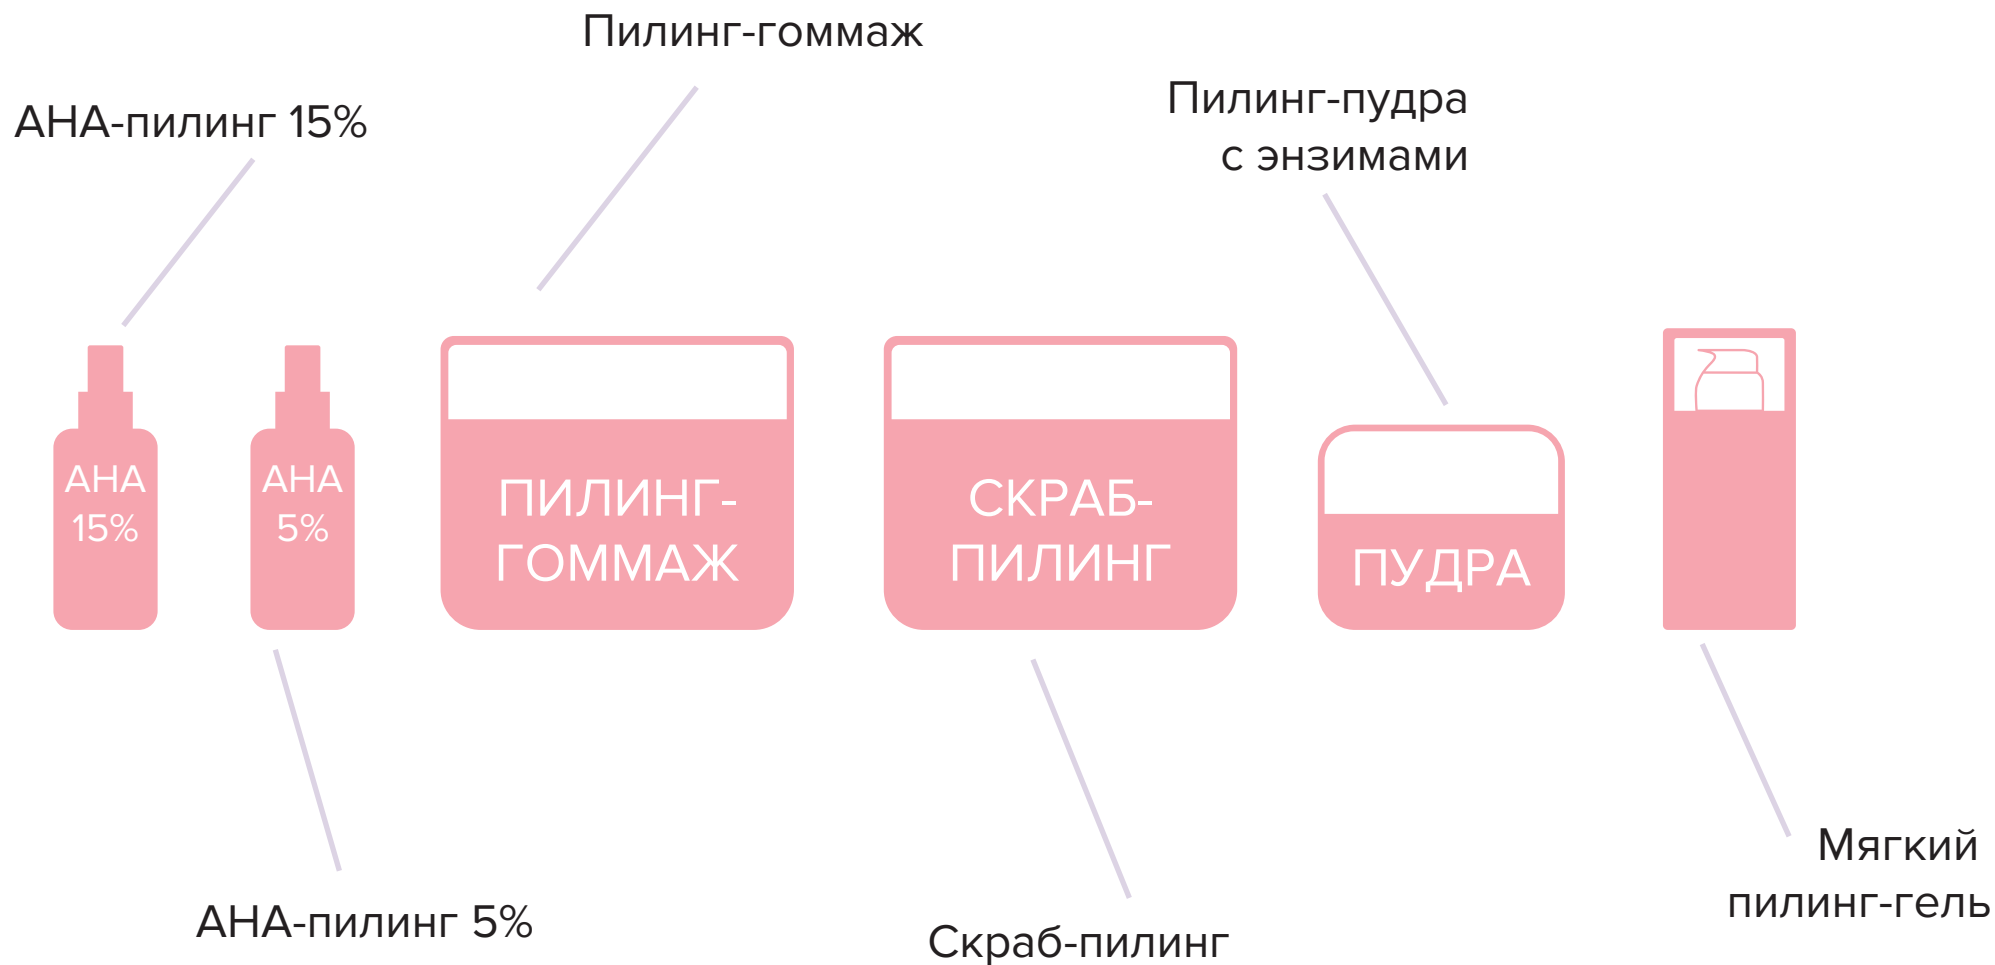 Пилинг-гоммаж
АНА-пилинг 15%
Пилинг-пудра
с энзимами
АНА
15%
АНА
5%
ПИЛИНГ-
ГОММАЖ
СКРАБ-
ПИЛИНГ
ПУДРА
АНА-пилинг 5%
Скраб-пилинг
Мягкий
пилинг-гель